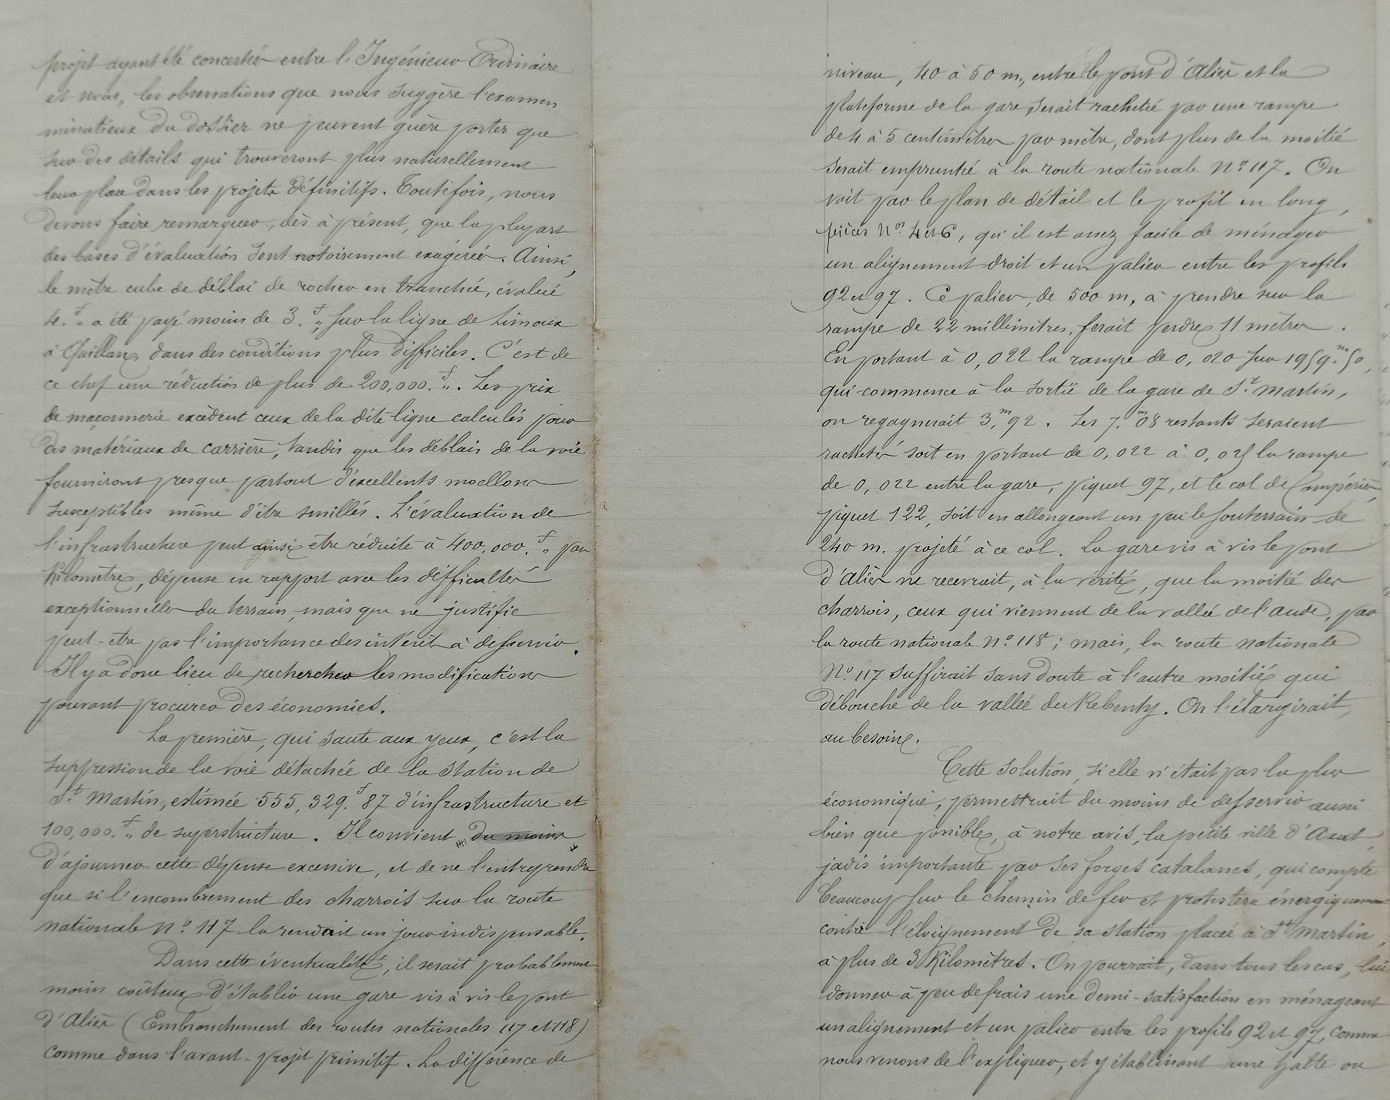 projet ayant été concerté entre l'Ingénieur Ordinaire
et nous, les observations que nous suggère l'examen
minutieux du dossier ne peuvent guère porter que
sur des détails qui trouveront plus naturellement
leur place dans les projets définitifs. Toutefois, nous
devons faire remarquer, dès à présent, que la plupart
des bases d'évaluation sont notoirement exagérées. Ainsi,
le mètre cube de déblai de rocher en tranchée, évalué
4.f " a été payé moins de 3.f " sur la ligne de Limoux
à Quillan, dans des conditions plus difficiles. C'est de
ce chef une réduction de plus de 200,000.f ". Les prix
de maçonnerie excèdent ceux de la dite ligne calculés pour
des matériaux de carrière, tandis que les déblais de la voie
fourniront presque partout d'excellents moellons
susceptibles même d'être smillés. L'évaluation de
l'infrastructure peut ainsi être réduite à 400,000.f " par
Kilomètre, dépense en rapport avec les difficultés
exceptionnelles du terrain, mais que ne justifie
peut-être pas l'importance des intérêts à desservir.
Il y a donc lieu de rechercher les modifications
pouvant procurer des économies.
La première, qui saute aux yeux, c'est la
suppression de la voie détachée de la station de
St Martin, estimée 555,329.f 87 d'infrastructure et
100,000.f " de superstructure. Il convient du moins
d'ajourner cette dépense excessive, et de ne l'entreprendre
que si l'encombrement des charrois sur la route
nationale No 117 la rendait un jour indispensable.
Dans cette éventualité, il serait probablement
moins coûteux d'établir une gare vis à vis le pont
d'Aliès (Embranchement des routes nationales 117 et 118)
comme dans l'avant-projet primitif. La différence de
niveau, 40 à 50 m, entre le pont d'Aliès et la
plateforme de la gare serait racheté par une rampe
de 4 à 5 centimètres par mètre, dont plus de la moitié
serait emprunté à la route nationale No 117. On
voit par le plan de détail et le profil en long,
pièces Nos 4 et 6, qu'il est assez facile de ménager
un alignement droit et un palier entre les profils
92 et 97. Ce palier, de 500 m, à prendre sur la
rampe de 22 millimètres, ferait perdre 11 mètres.
En portant à 0,022 la rampe de 0,020 sur 1959.m 50,
qui commence à la sortie de la gare de St Martin,
on regagnerait 3,m 92. Les 7,m 08 restants seraient
rachetés soit en portant de 0,022 à 0,025 la rampe
de 0,022 entre la gare, piquet 97, et le col de Campérié,
piquet 122, soit en allongeant un peu le souterrain de
240 m. projeté à ce col. La gare vis à vis le pont
d'Aliès ne recevrait, à la vérité, que la moitié des
charrois, ceux qui viennent de la vallée de l'Aude, par
la route nationale No 118; mais, la route nationale
No 117 suffirait sans doute à l'autre moitié qui
débouche de la vallée du Rebenty. On l'élargirait,
au besoin.
Cette solution, si elle n'était pas la plus
économique, permettrait du moins de desservir aussi
bien que possible, à notre avis, la petite ville d'Axat,
jadis importante par ses forges catalanes, qui compte
beaucoup sur le chemin de fer et protestera énergiquement
contre l'éloignement de sa station placée à St Martin,
à plus de 3 Kilomètres. On pourrait, dans tous les cas, lui
donner à peu de frais une demi-satisfaction en ménageant
un alignement et un palier entre les profils 92 et 97, comme
nous venons de l'expliquer, et y établissant une halte ou